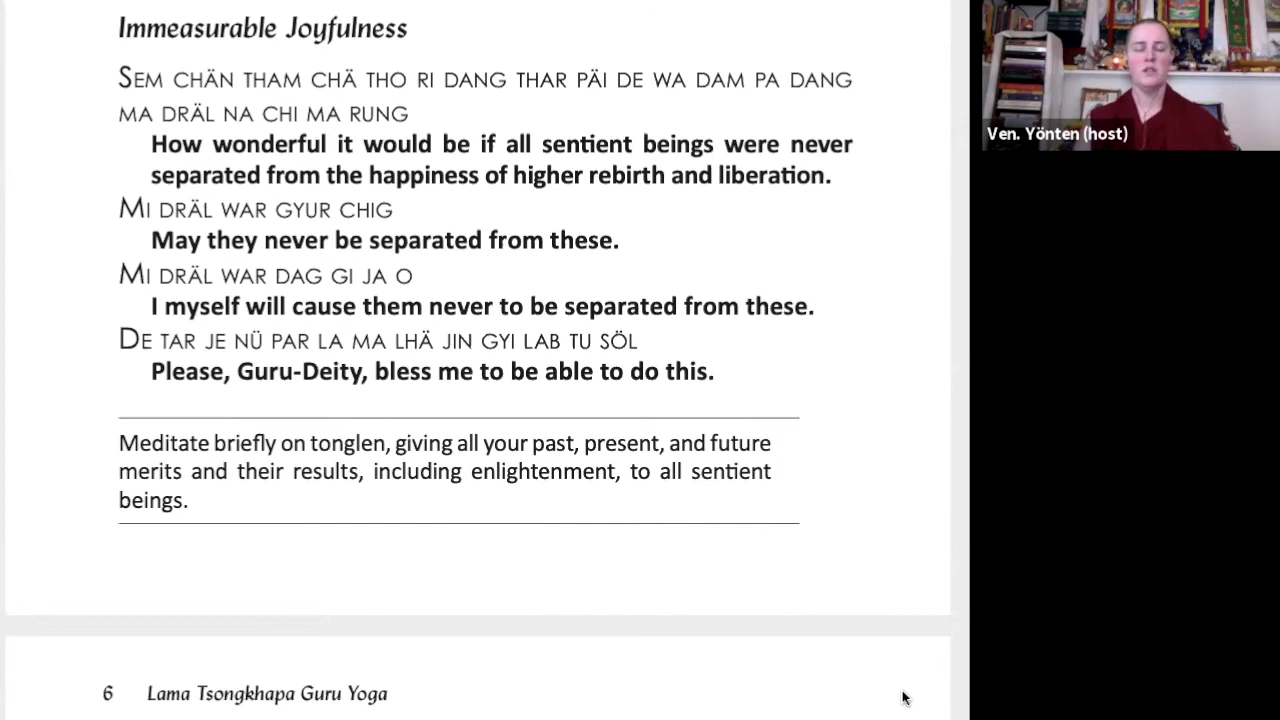 Immeasurable Joyfulness
SEM CHÄN THAM CHÄ THO RI DANG THAR PÄI DE WA DAM PA DANG
MA DRÄL NA CHI MA RUNG
How wonderful it would be if all sentient beings were never
separated from the happiness of higher rebirth and liberation.
MI DRÄL WAR GYUR CHIG
May they never be separated from these.
MI DRÄL WAR DAG GI JA O
I myself will cause them never to be separated from these.
DE TAR JE NÜ PAR LA MA LHÄ JIN GYI LAB TU SÖL
Please, Guru-Deity, bless me to be able to do this.
Meditate briefly on tonglen, giving all your past, present, and future
merits and their results, including enlightenment, to all sentient
beings.
6 Lama Tsongkhapa Guru Yoga
Ven. Yönten (host)